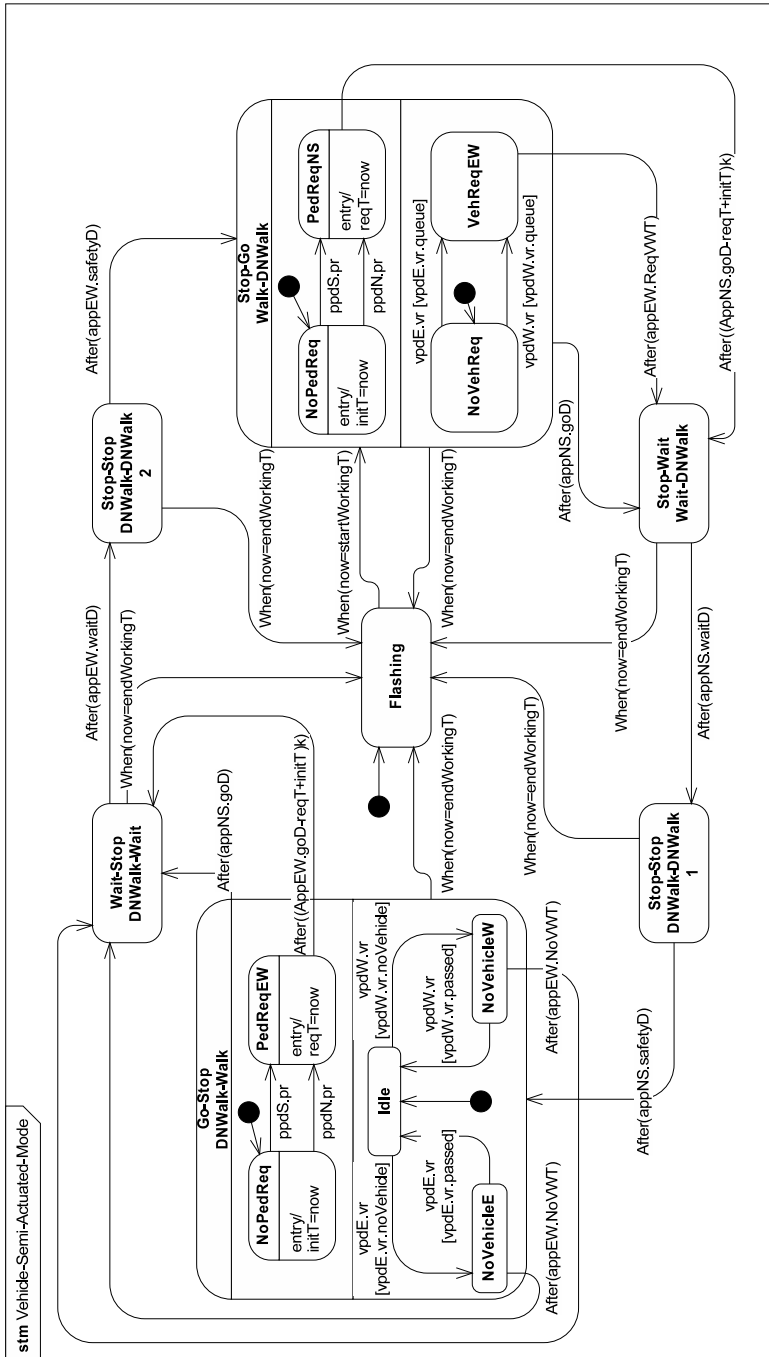 stm Vehicle-Semi-Actuated-Mode
Wait-Stop
DNWalk-Wait
After(appEW.waitD)
When(now=endWorkingT)
Stop-Stop
DNWalk-DNWalk
2
After(appEW.safetyD)
When(now=endWorkingT)
After(appNS.goD)
After((AppEW.goD-reqT+initT)k)
Go-Stop
DNWalk-Walk
NoPedReq
entry/
initT=now
ppdS.pr
ppdN.pr
PedReqEW
entry/
reqT=now
vpdE.vr
[vpdE.vr.noVehide]
vpdE.vr
[vpdE.vr.passed]
Idle
vpdW.vr
[vpdW.vr.noVehide]
vpdW.vr
[vpdW.vr.passed]
NoVehicleE
NoVehicleW
After(appEW.NoVWT)
After(appEW.NoVWT)
When(now=endWorkingT)
Flashing
When(now=startWorkingT)
When(now=endWorkingT)
Stop-Go
Walk-DNWalk
NoPedReq
entry/
initT=now
ppdS.pr
ppdN.pr
PedReqNS
entry/
reqT=now
NoVehReq
vpdE.vr [vpdE.vr.queue]
vpdW.vr [vpdW.vr.queue]
VehReqEW
After(appNS.goD)
After(appEW.ReqVWT)
After((AppNS.goD-reqT+initT)k)
Stop-Wait
Wait-DNWalk
When(now=endWorkingT)
After(appNS.waitD)
When(now=endWorkingT)
Stop-Stop
DNWalk-DNWalk
1
After(appNS.safetyD)